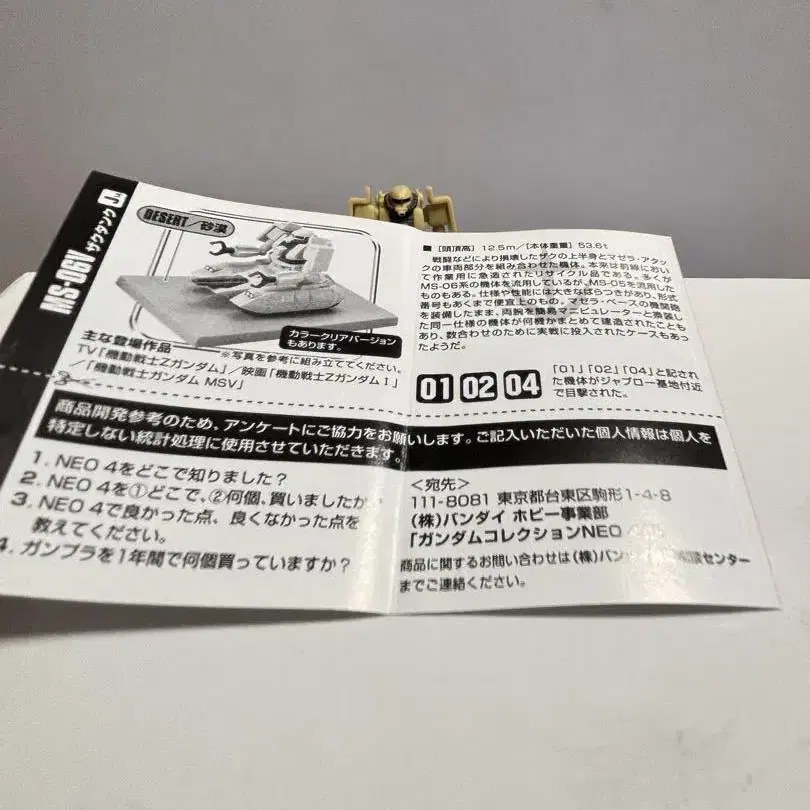 MS-06V ザクタンク
DESERT/砂漠
カラークリアバージョン
もあります。
※写真を参考に組み立ててください。
主な登場作品
TV「機動戦士Zガンダム」/映画「機動戦士ZガンダムⅠ」
/「機動戦士ガンダム MSV」
■［頭頂高］12.5m/［本体重量］53.6t
戦闘などにより損壊したザクの上半身とマゼラ・アタッ
クの車両部分を組み合わせた機体。本来は前線におい
て作業用に急造されたリサイクル品である。多くが
MS-06系の機体を流用しているが、MS-05を流用した
ものもある。仕様や性能には大きなばらつきがあり、形式
番号もあくまで便宜上のもの。マゼラ・ベースの機関砲
を装備したまま、両腕を簡易マニピュレーターと換装し
た同一仕様の機体が何機かまとめて建造されたことも
あり、数合わせのために実戦に投入されたケースもあっ
たようだ。
01 02 04
「01」「02」「04」と記され
た機体がジャブロー基地付近
で目撃された。
商品開発参考のため、アンケートにご協力をお願いします。ご記入いただいた個人情報は個人を
特定しない統計処理に使用させていただきます。
1. NEO 4をどこで知りました?
2. NEO 4を①どこで、②何個、買いましたか
3. NEO 4で良かった点、良くなかった点を
教えてください。
4. ガンプラを1年間で何個買っていますか?
<宛先>
111-8081 東京都台東区駒形1-4-8
(株)バンダイ ホビー事業部
「ガンダムコレクションNEO
商品に関するお問い合わせは(株)バン 相談センター
までご連絡ください。